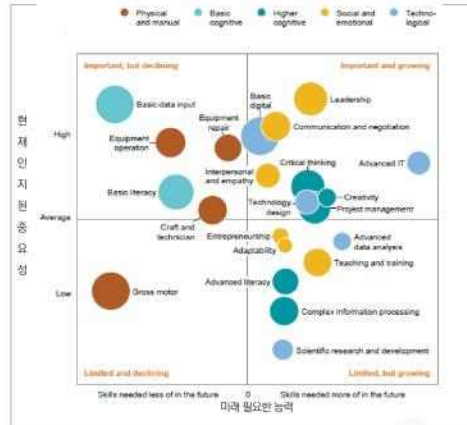 Physical and manual
Basic cognitive
Higher cognitive
Social and emotional
Techno-logical
Important, but declining
Important and growing
Basic data input
Basic digital
Leadership
High
Equipment operation
Equipment repair
Communication and negotiation
Interpersonal and empathy
Critical thinking
Advanced IT
Basic literacy
Technology design
Creativity
Project management
Average
Craft and technician
Entrepreneurship
Adaptability
Advanced data analysis
Teaching and training
Low
Gross motor
Advanced literacy
Complex information processing
Scientific research and development
Limited and declining
Limited, but growing
Skills needed less of in the future
0
Skills needed more of in the future
미래 필요한 능력
현재 인지된 중요성